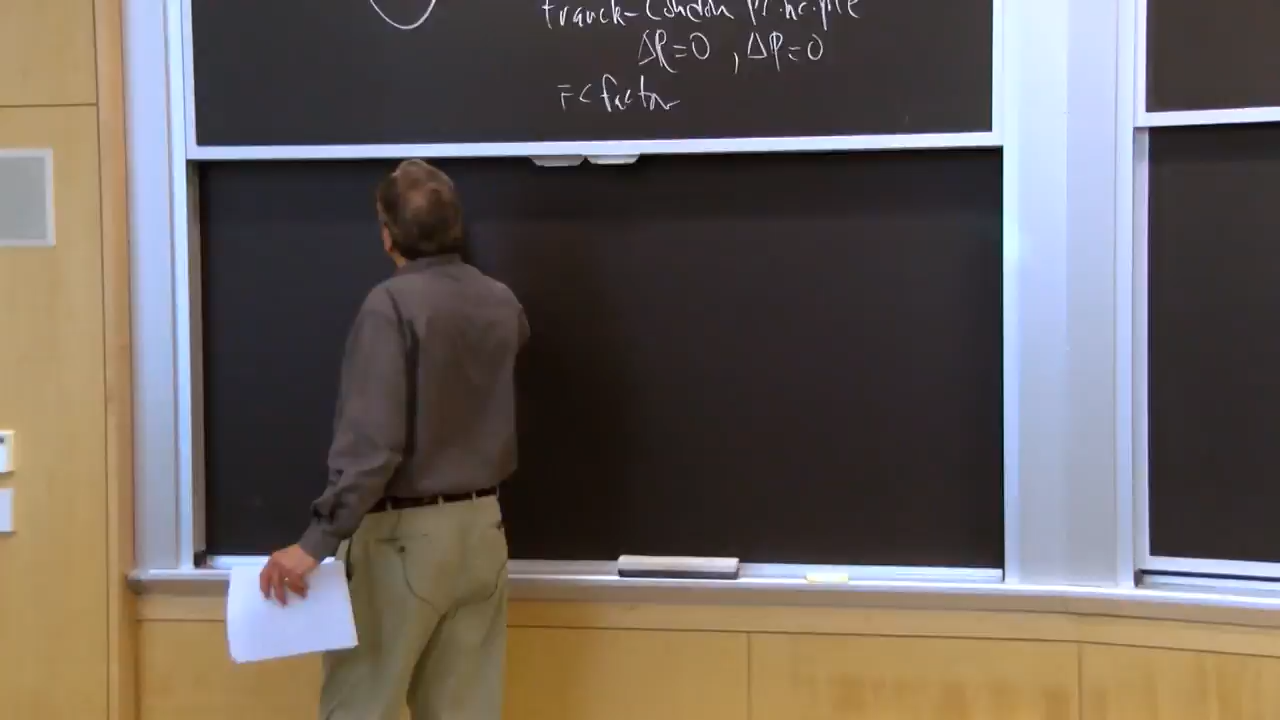 Franck-Condon Principle
ΔR=0, ΔP=0
FC factor